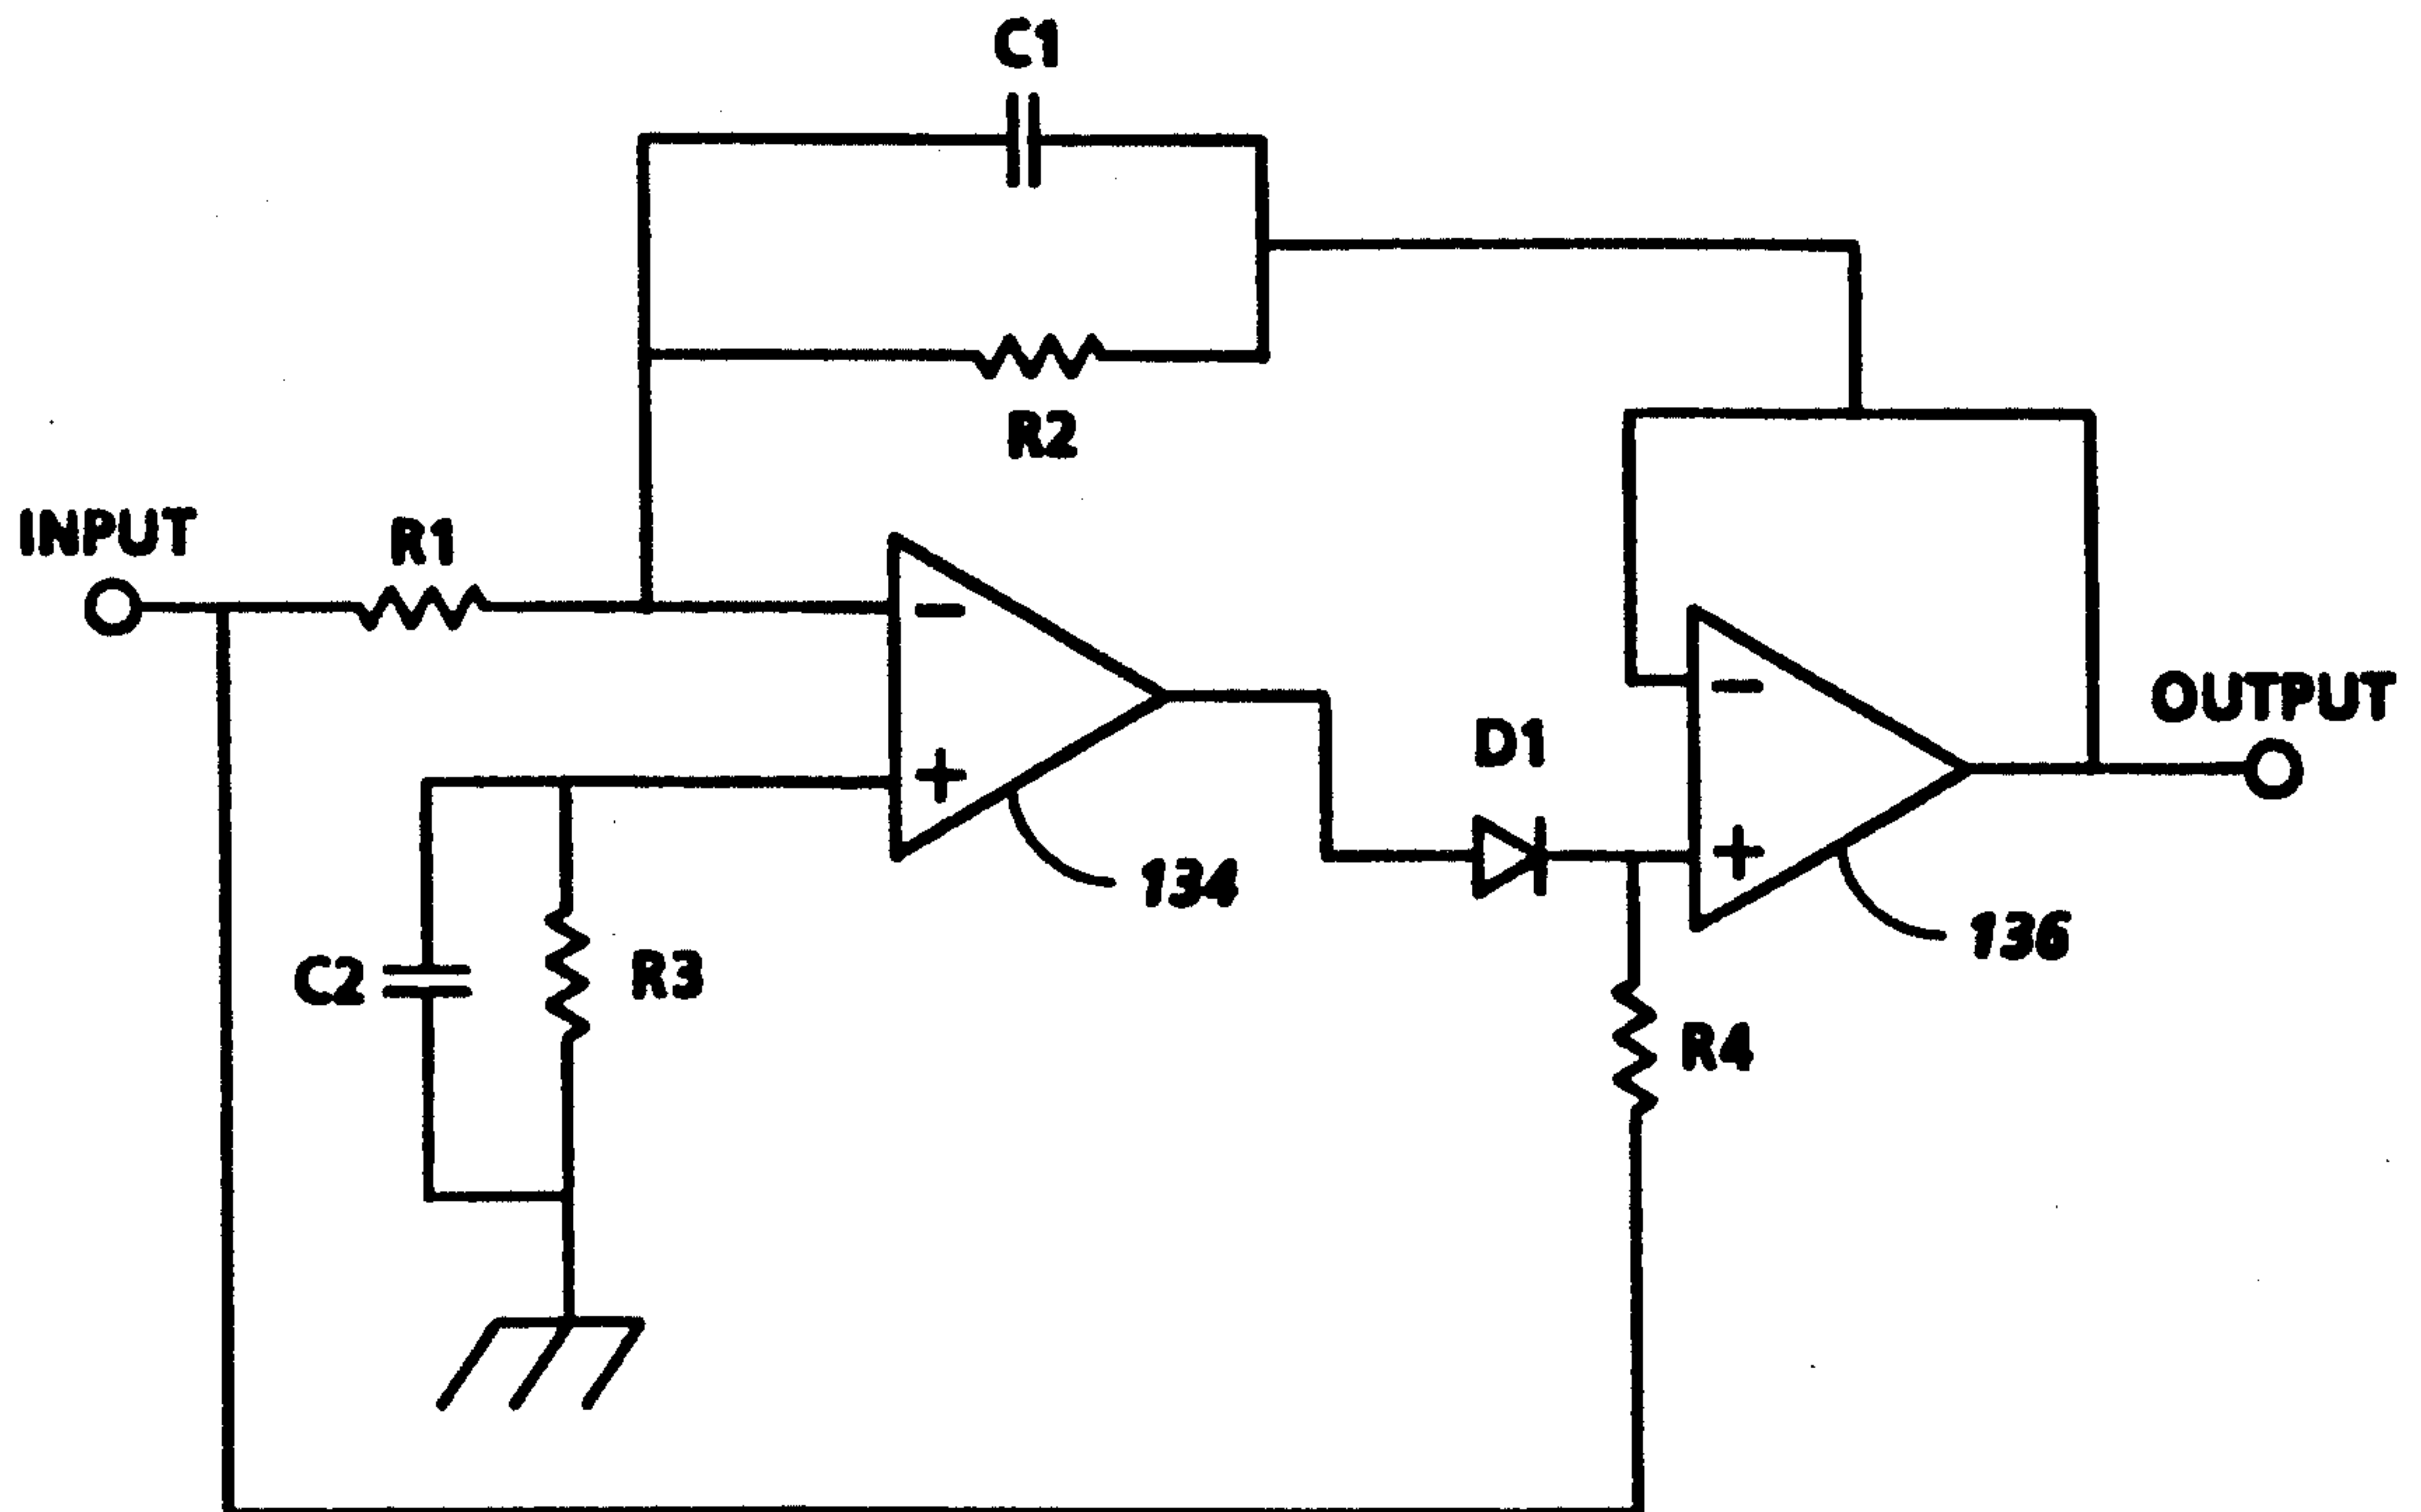 C1
R2
INPUT
R1
-
+
134
D1
-
+
136
OUTPUT
C2
R3
R4